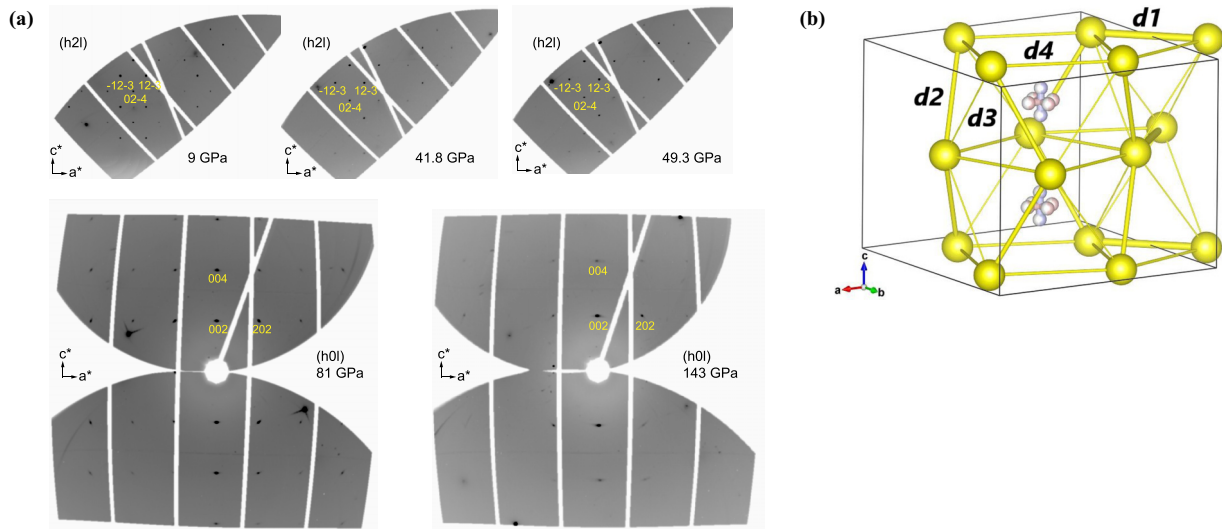 (a)
(h2l)
-12-3 12-3
02-4
c*
a*
9 GPa
(h2l)
-12-3 12-3
02-4
c*
a*
41.8 GPa
(h2l)
-12-3 12-3
02-4
c*
a*
49.3 GPa
004
002 202
(h0l)
81 GPa
c*
a*
004
002 202
(h0l)
143 GPa
c*
a*
(b)
d1
d4
d2
d3
c
a
b